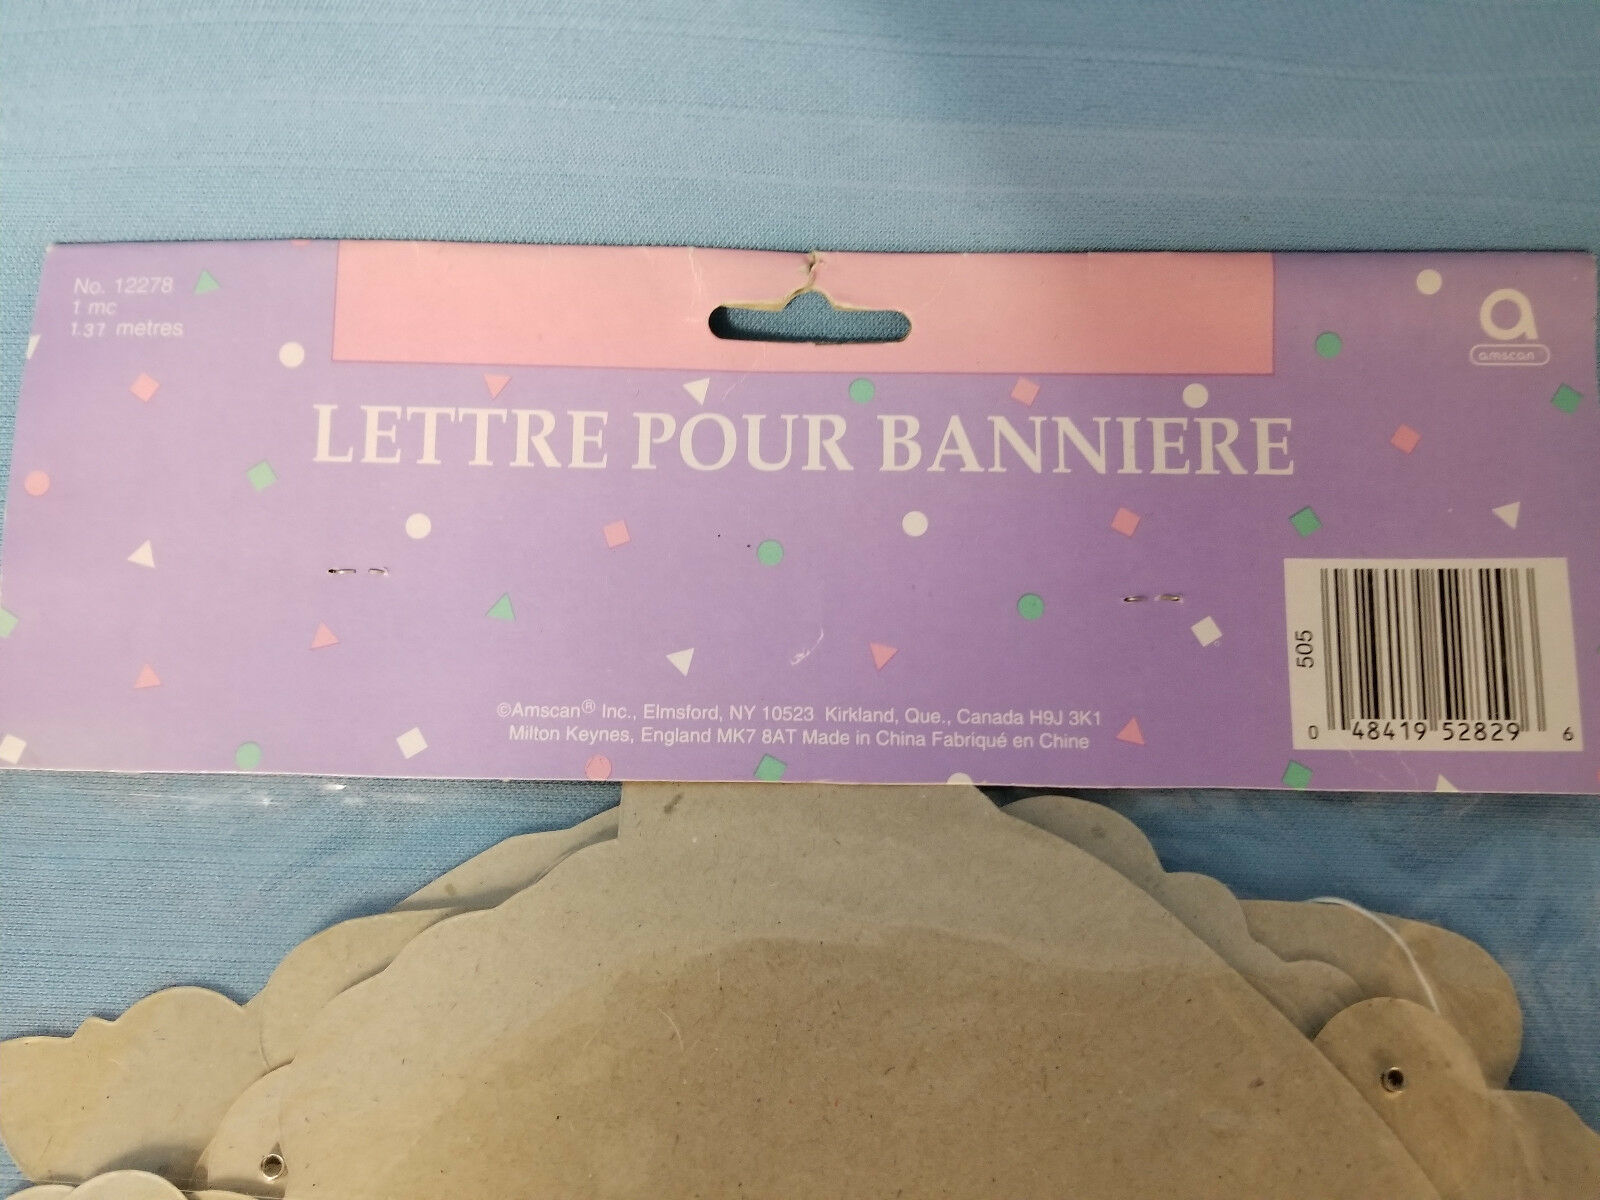 No. 12278
1 mc
1.37 metres
a
amscan
LETTRE POUR BANNIERE
505
0 48419 52829 6
©Amscan® Inc., Elmsford, NY 10523 Kirkland, Que., Canada H9J 3K1
Milton Keynes, England MK7 8AT Made in China Fabriqué en Chine